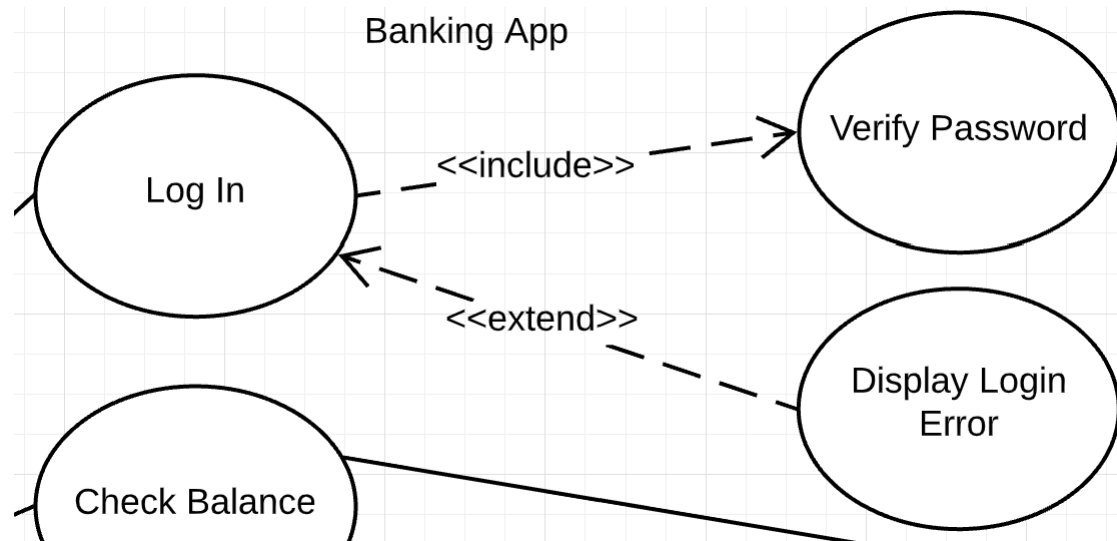 Banking App
Verify Password
Log In
<<include>>
<<extend>>
Display Login
Error
Check Balance